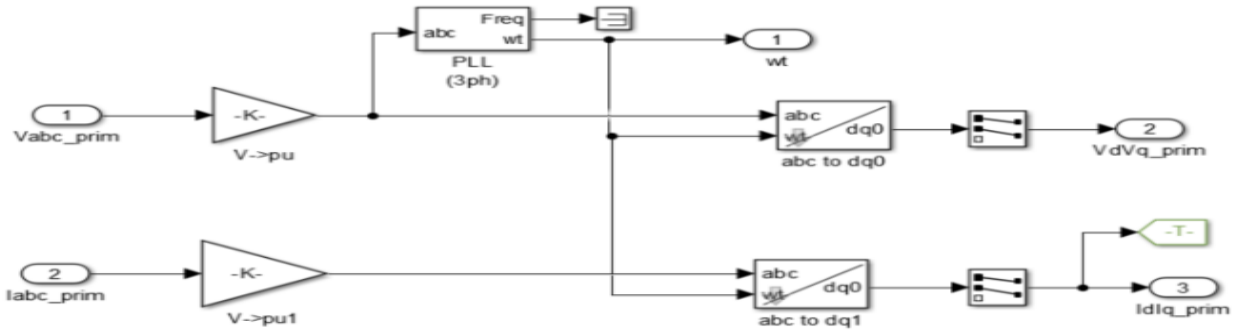 Freq
abc
wt
PLL
(3ph)
1
wt
1
Vabc_prim
-K-
V->pu
abc
wt
dq0
abc to dq0
2
VdVq_prim
-T-
2
Iabc_prim
-K-
V->pu1
abc
wt
dq0
abc to dq1
3
IdIq_prim